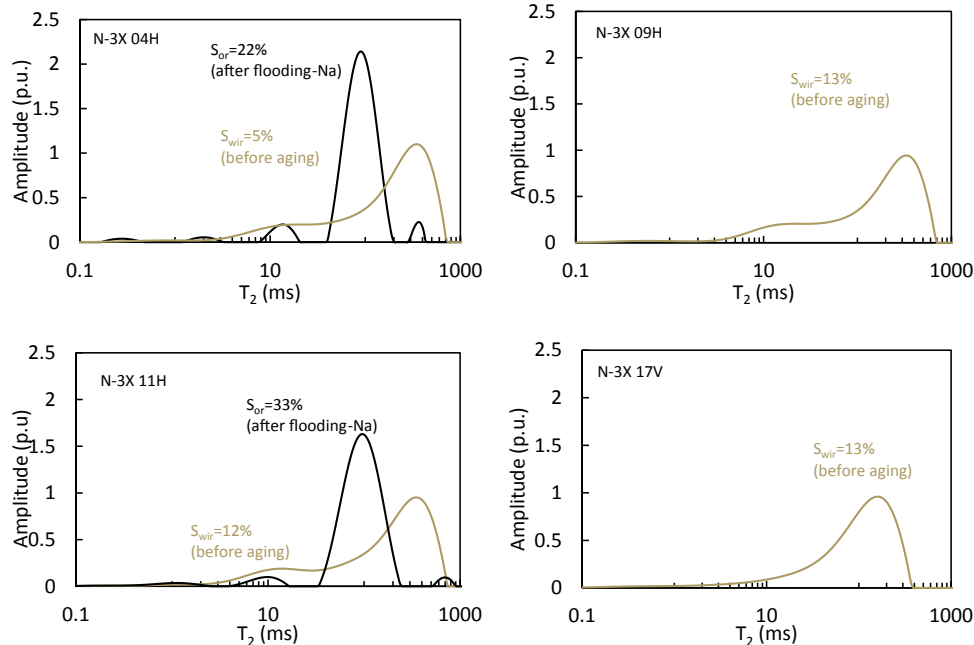 N-3X 04H
S_or=22%
(after flooding-Na)
S_wir=5%
(before aging)
2.5
2
1.5
1
0.5
0
0.1
10
1000
Amplitude (p.u.)
T_2 (ms)
N-3X 09H
S_wir=13%
(before aging)
2.5
2
1.5
1
0.5
0
0.1
10
1000
Amplitude (p.u.)
T_2 (ms)
N-3X 11H
S_or=33%
(after flooding-Na)
S_wir=12%
(before aging)
2.5
2
1.5
1
0.5
0
0.1
10
1000
Amplitude (p.u)
T_2 (ms)
N-3X 17V
S_wir=13%
(before aging)
2.5
2
1.5
1
0.5
0
0.1
10
1000
Amplitude (p.u.)
T_2 (ms)